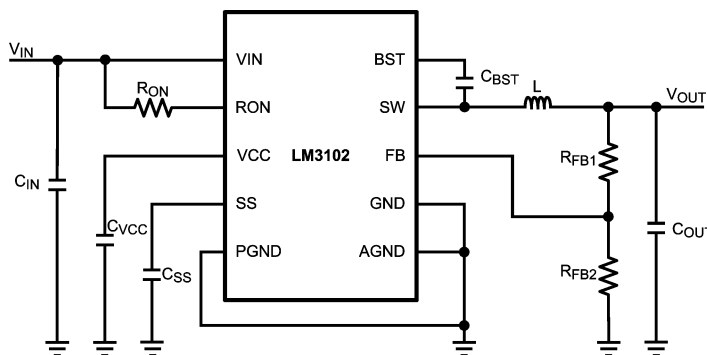 VIN
RON
CIN
CVCC
CSS
VIN
RON
VCC
SS
PGND
LM3102
BST
SW
FB
GND
AGND
CBST
L
VOUT
RFB1
RFB2
COUT